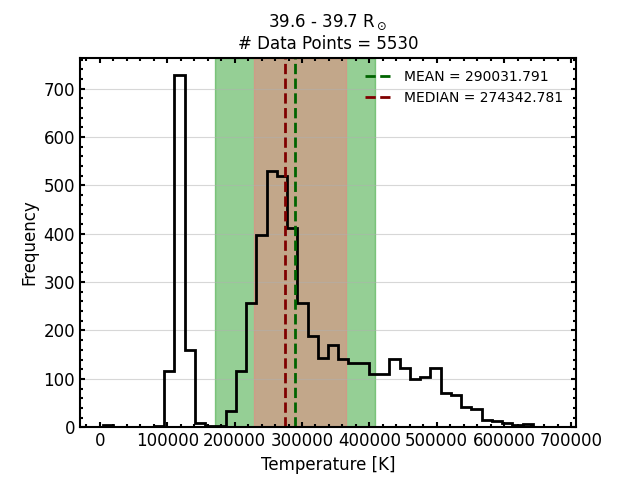 39.6 - 39.7 R⊙
# Data Points = 5530
MEAN = 290031.791
MEDIAN = 274342.781
Frequency
700
600
500
400
300
200
100
0
0 100000 200000 300000 400000 500000 600000 700000
Temperature [K]